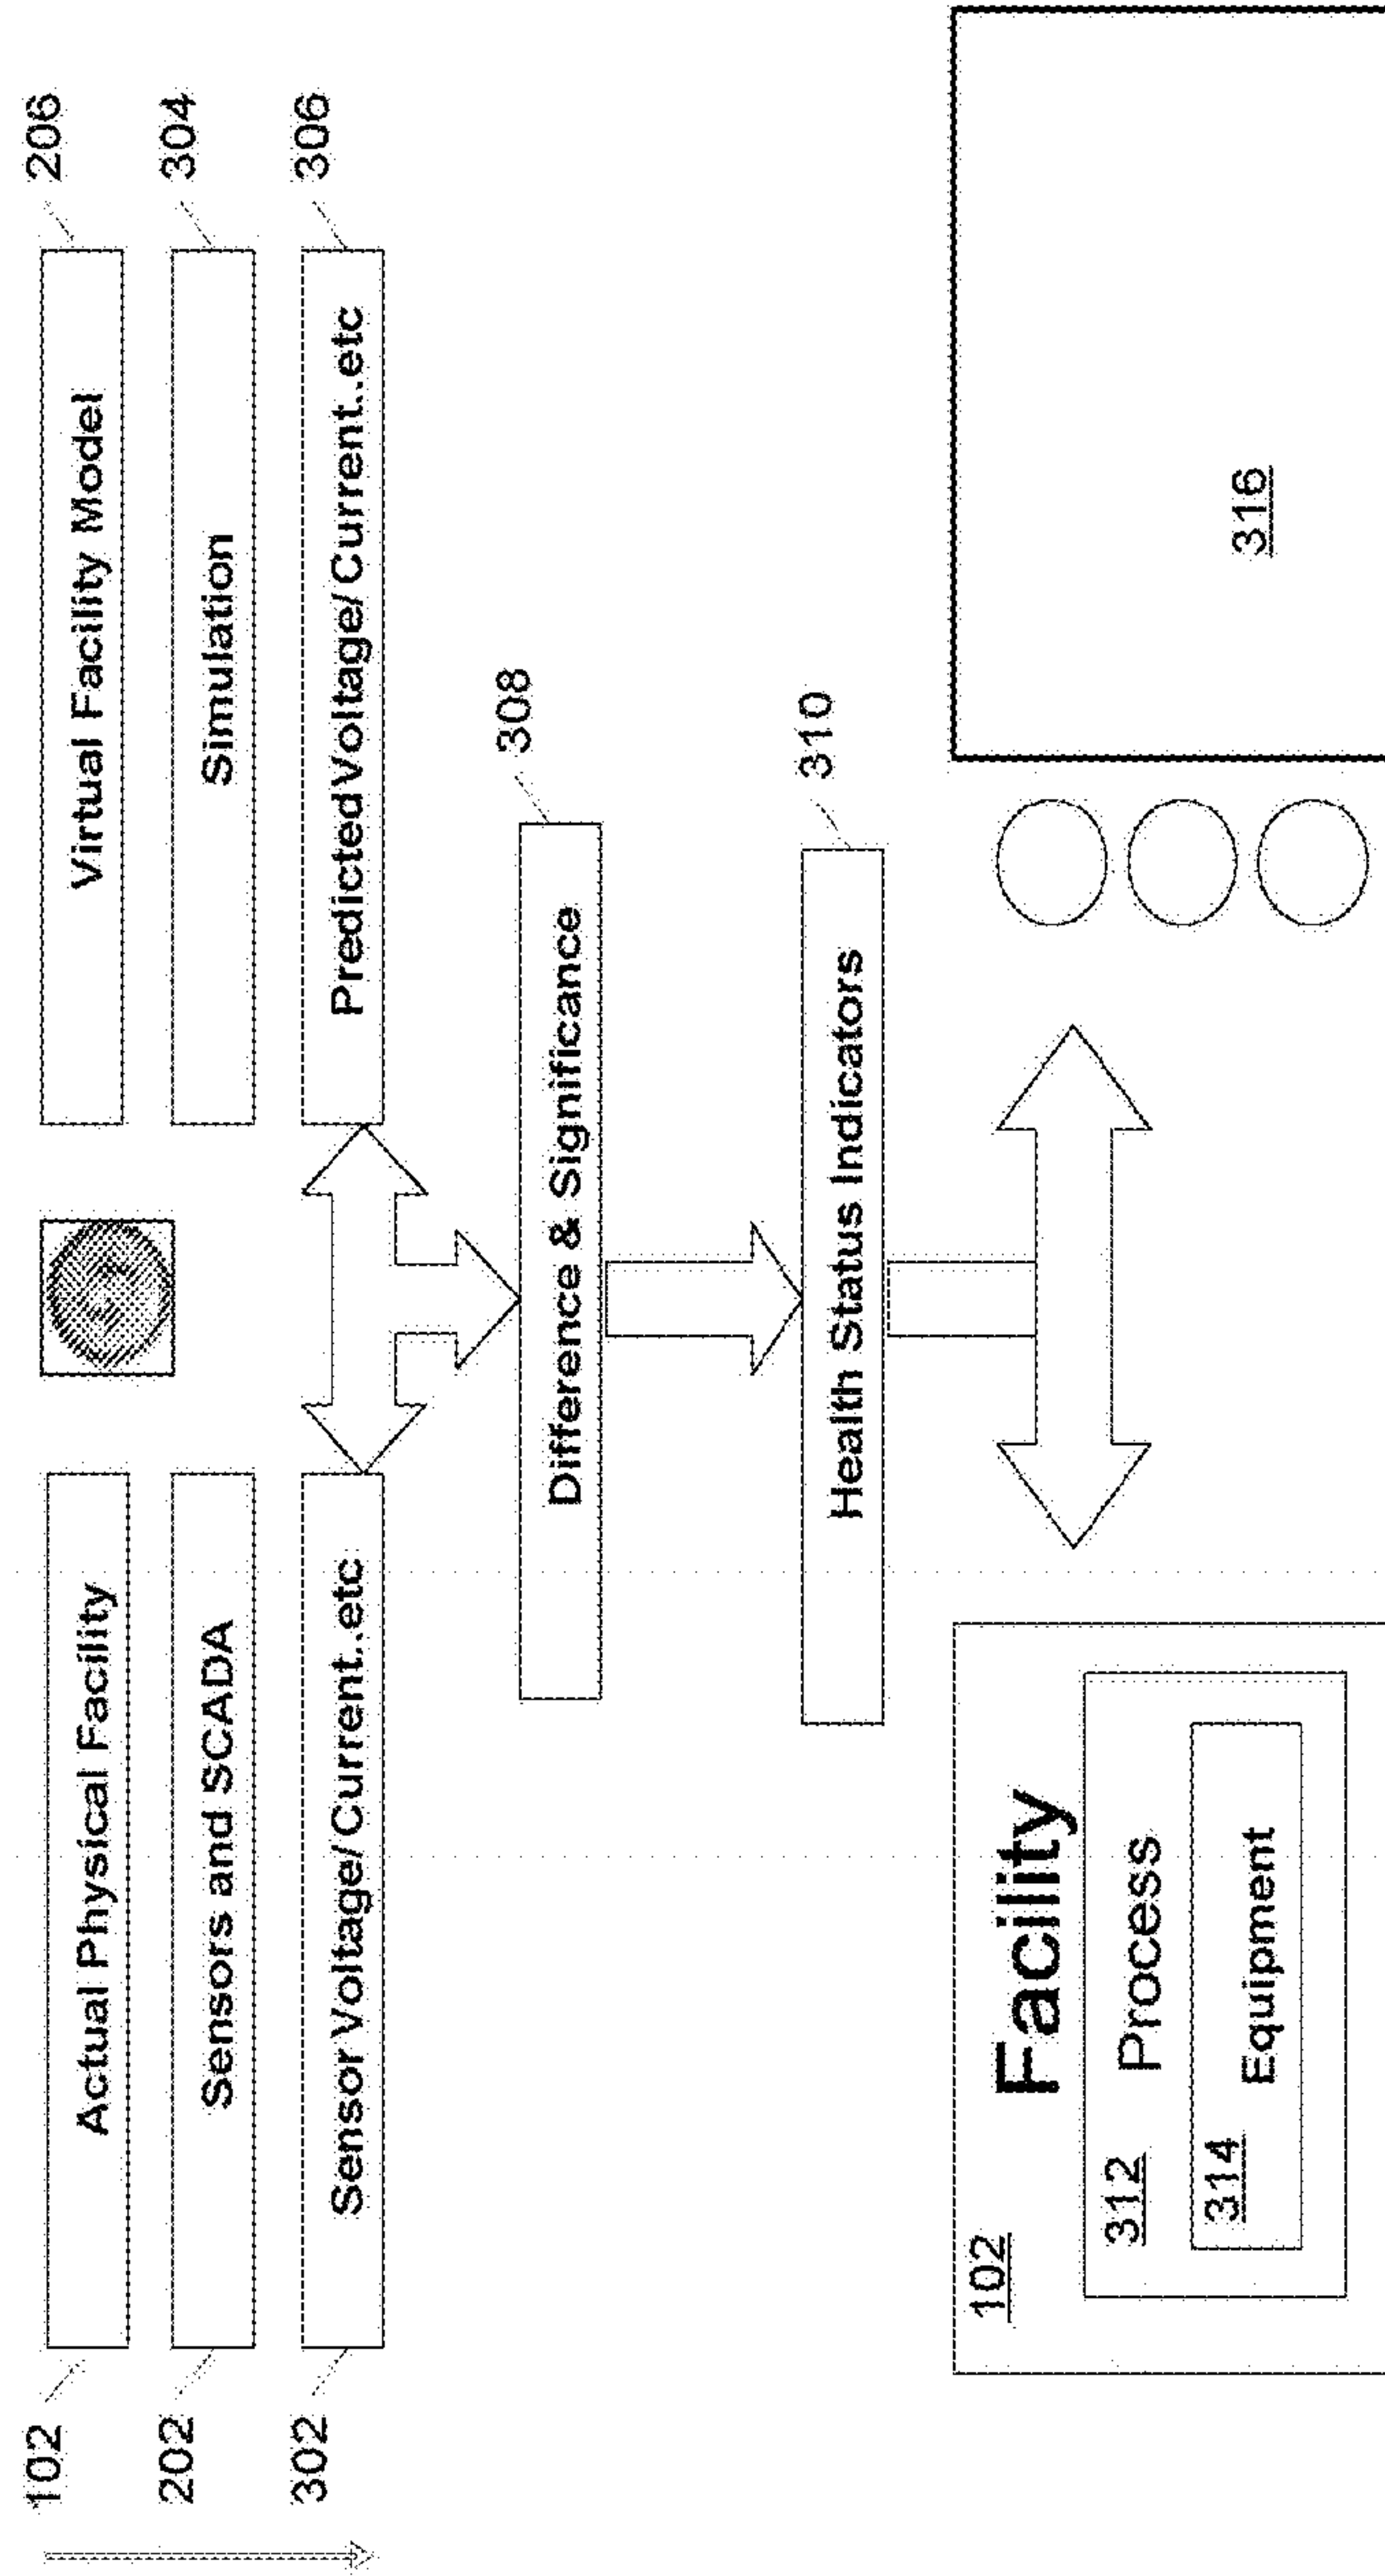 102
Actual Physical Facility
Virtual Facility Model
206
202
Sensors and SCADA
Simulation
304
302
Sensor Voltage/ Current..etc
Predicted Voltage/ Current..etc
306
Difference & Significance
308
Health Status Indicators
310
102
Facility
312
Process
314
Equipment
316